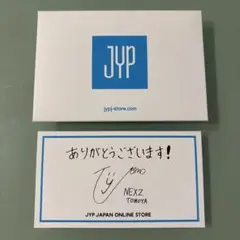 JYP
jypj-store.com
ありがとうございます!
NEXZ
TOMOYA
JYP JAPAN ONLINE STORE